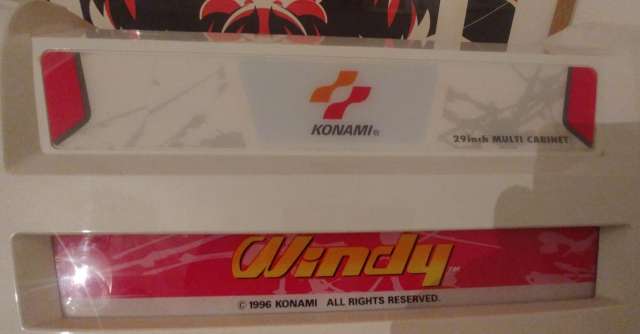 KONAMI®
29inch MULTI CABINET
Windy™
© 1996 KONAMI ALL RIGHTS RESERVED.